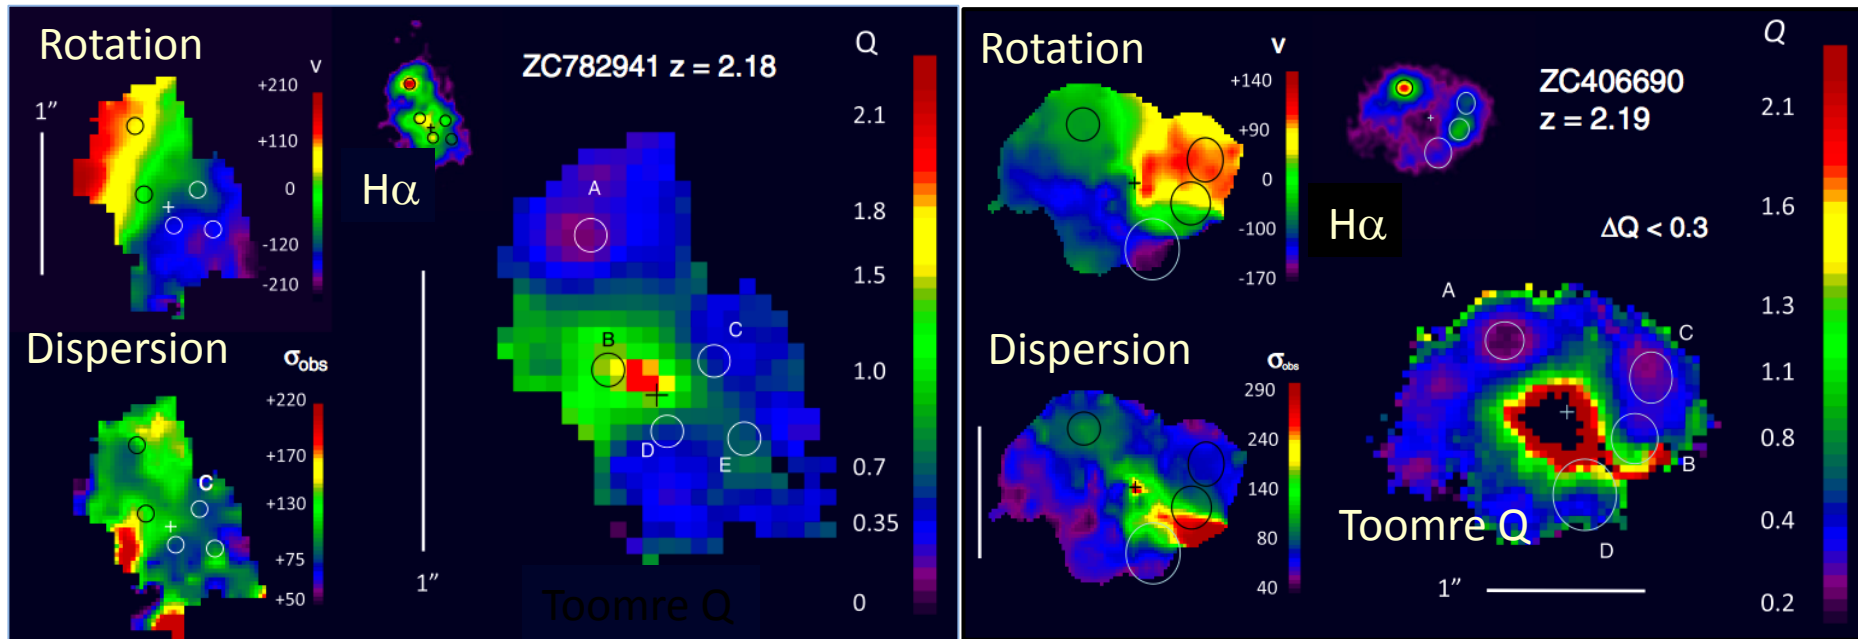 Rotation
v
+210
+110
0
-120
-210
1”
Hα
ZC782941 z = 2.18
Q
2.1
1.8
1.5
1.0
0.7
0.35
0
A
B
C
D
E
1”
Toomre Q
Dispersion
σobs
+220
+170
+130
+75
+50
C
Rotation
v
+140
+90
0
-100
-170
Hα
ZC406690
z = 2.19
ΔQ < 0.3
Q
2.1
1.6
1.3
1.1
0.8
0.4
0.2
Dispersion
σobs
290
240
140
80
40
A
C
B
D
Toomre Q
1”